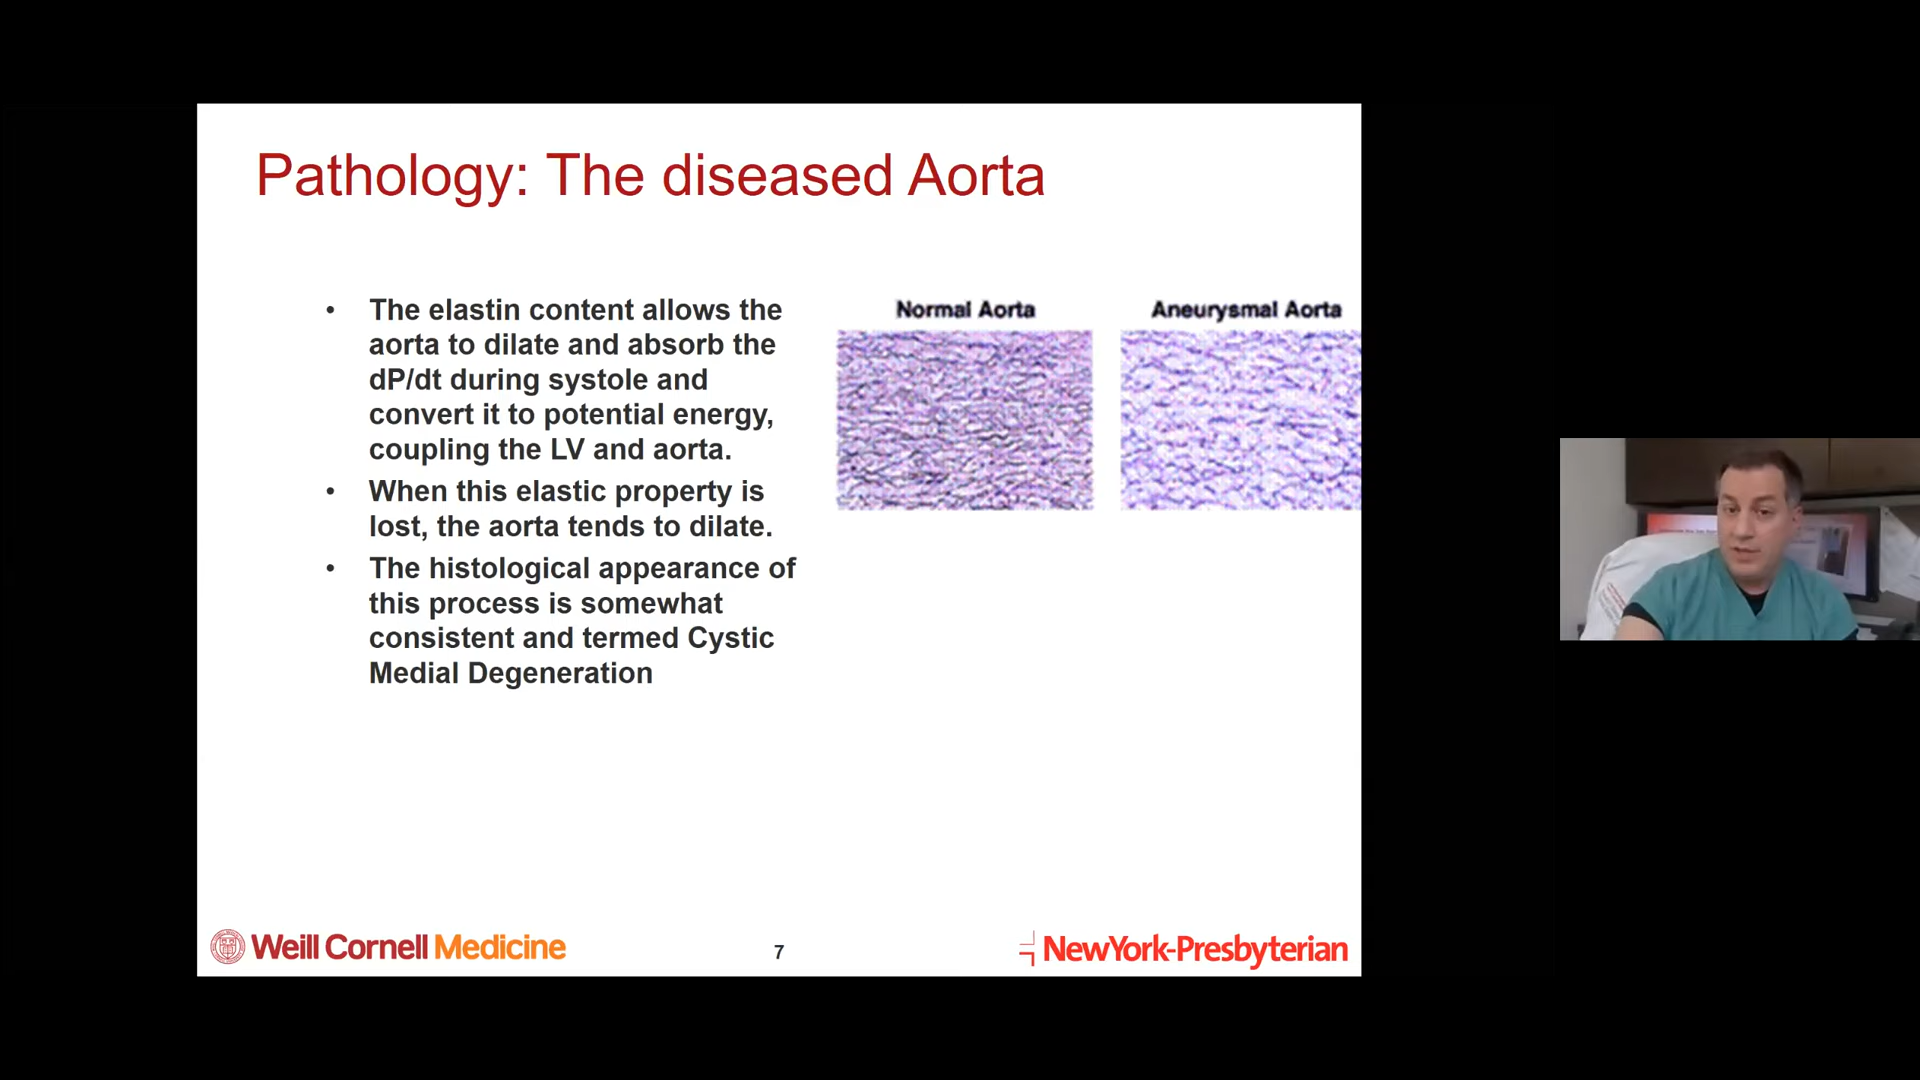 Pathology: The diseased Aorta
• The elastin content allows the
aorta to dilate and absorb the
dP/dt during systole and
convert it to potential energy,
coupling the LV and aorta.
• When this elastic property is
lost, the aorta tends to dilate.
• The histological appearance of
this process is somewhat
consistent and termed Cystic
Medial Degeneration
Normal Aorta
Aneurysmal Aorta
Weill Cornell Medicine
7
NewYork-Presbyterian